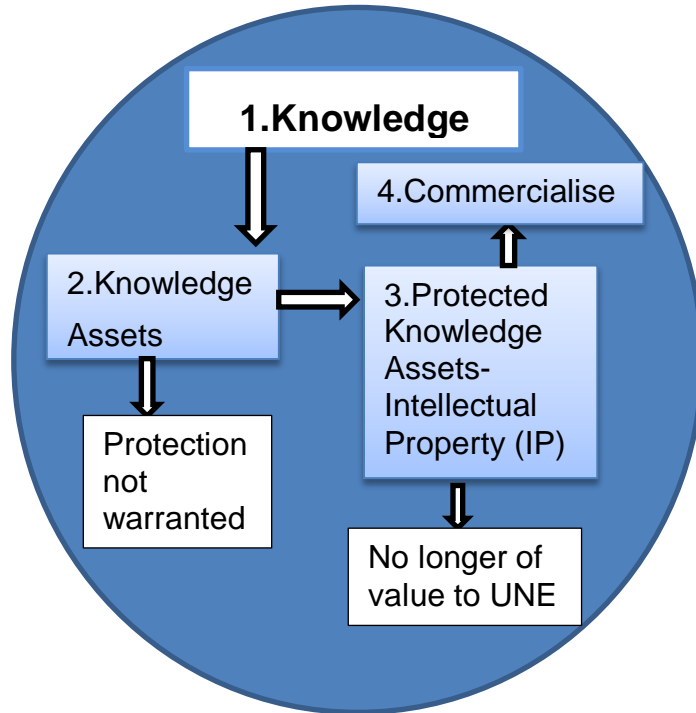 1.Knowledge
4.Commercialise
2.Knowledge
Assets
3.Protected
Knowledge
Assets-
Intellectual
Property (IP)
Protection
not
warranted
No longer of
value to UNE